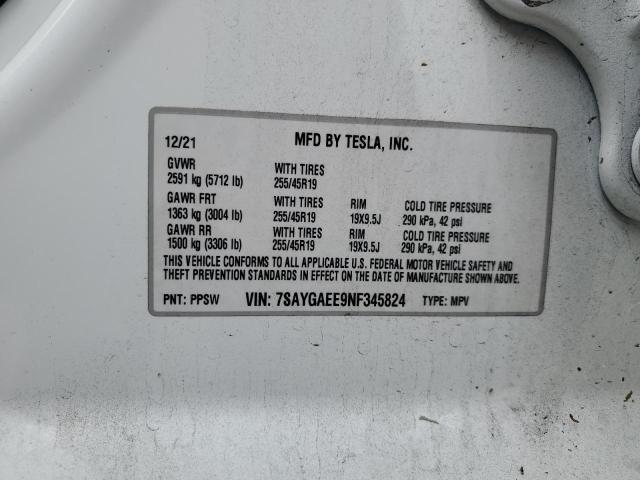 12/21 MFD BY TESLA, INC.
GVWR WITH TIRES
2591 kg (5712 lb) 255/45R19
GAWR FRT WITH TIRES RIM COLD TIRE PRESSURE
1363 kg (3004 lb) 255/45R19 19X9.5J 290 kPa, 42 psi
GAWR RR WITH TIRES RIM COLD TIRE PRESSURE
1500 kg (3306 lb) 255/45R19 19X9.5J 290 kPa, 42 psi
THIS VEHICLE CONFORMS TO ALL APPLICABLE U.S. FEDERAL MOTOR VEHICLE SAFETY AND
THEFT PREVENTION STANDARDS IN EFFECT ON THE DATE OF MANUFACTURE SHOWN ABOVE.
PNT: PPSW VIN: 7SAYGAEE9NF345824 TYPE: MPV